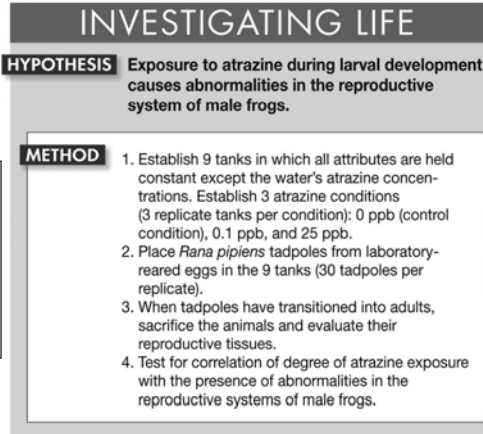 INVESTIGATING LIFE
HYPOTHESIS Exposure to atrazine during larval development
causes abnormalities in the reproductive
system of male frogs.
METHOD 1. Establish 9 tanks in which all attributes are held
constant except the water's atrazine concen-
trations. Establish 3 atrazine conditions
(3 replicate tanks per condition): 0 ppb (control
condition), 0.1 ppb, and 25 ppb.
2. Place Rana pipiens tadpoles from laboratory-
reared eggs in the 9 tanks (30 tadpoles per
replicate).
3. When tadpoles have transitioned into adults,
sacrifice the animals and evaluate their
reproductive tissues.
4. Test for correlation of degree of atrazine exposure
with the presence of abnormalities in the
reproductive systems of male frogs.